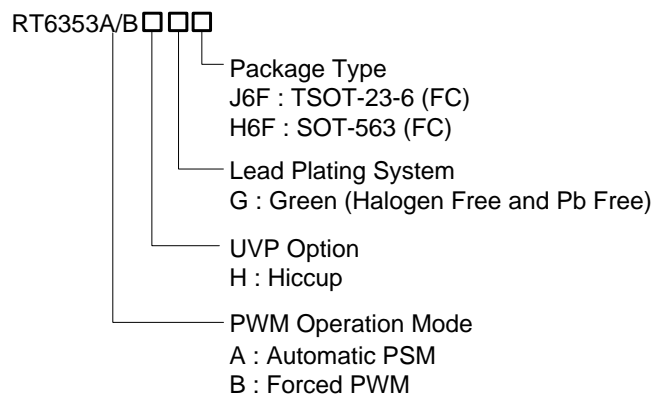 RT6353A/B□□□
Package Type
J6F : TSOT-23-6 (FC)
H6F : SOT-563 (FC)
Lead Plating System
G : Green (Halogen Free and Pb Free)
UVP Option
H : Hiccup
PWM Operation Mode
A : Automatic PSM
B : Forced PWM